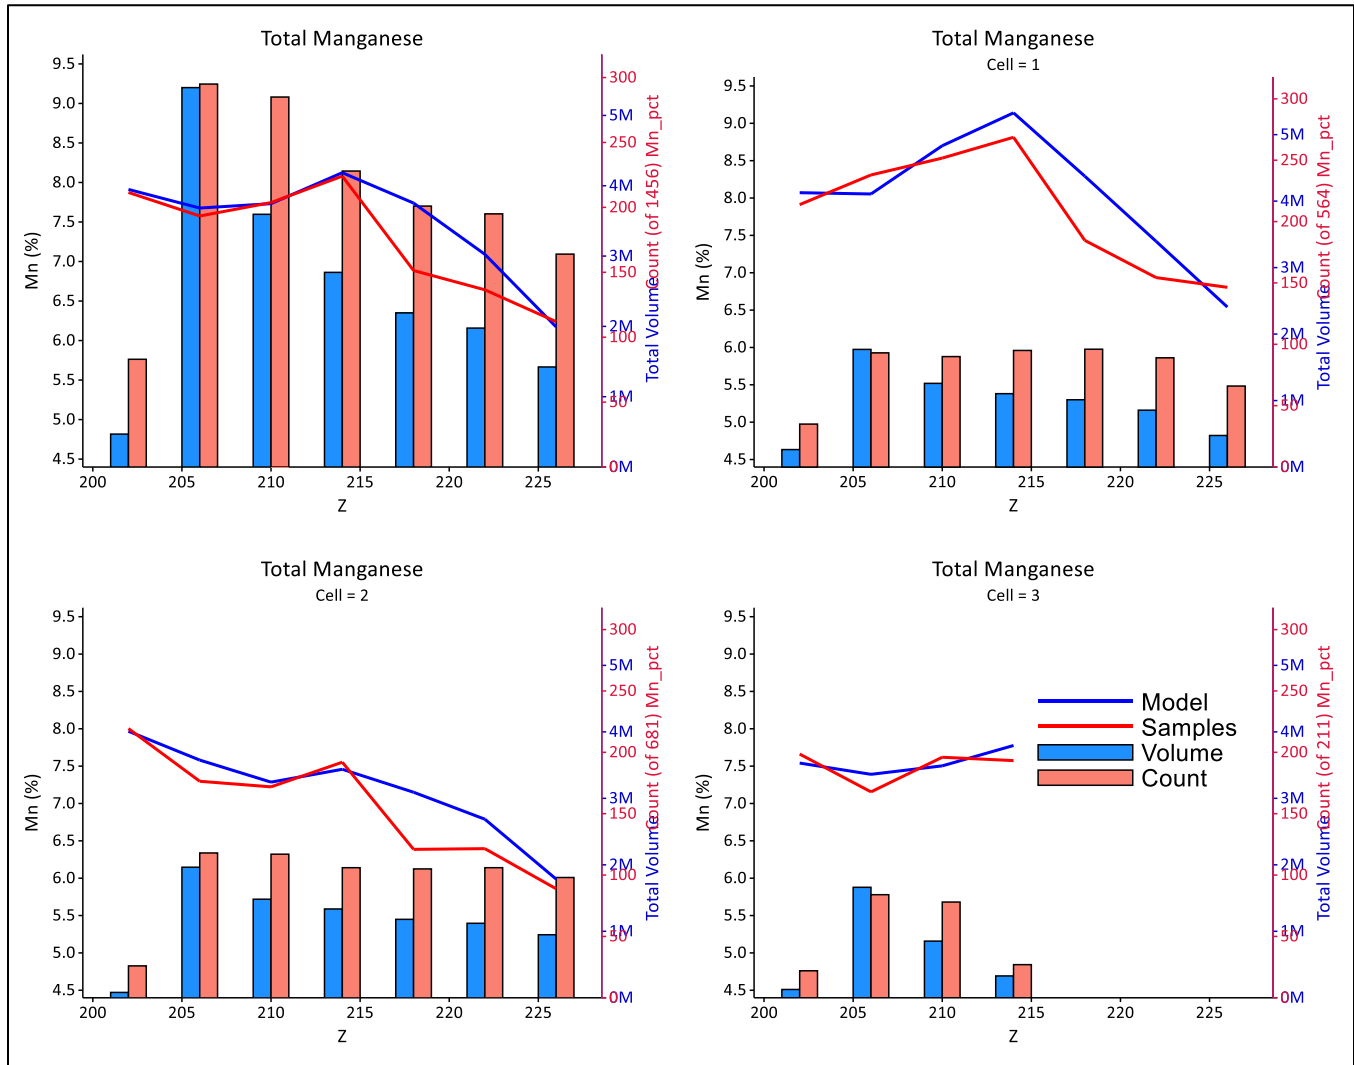 Total Manganese
9.5
9.0
8.5
8.0
7.5
7.0
6.5
6.0
5.5
5.0
4.5
Mn (%)
200
205
210
215
220
225
Z
300
250
200
150
100
50
0
5M
4M
3M
2M
1M
0M
Total Volume
Count (of 1456) Mn_pct
Total Manganese
Cell = 1
9.5
9.0
8.5
8.0
7.5
7.0
6.5
6.0
5.5
5.0
4.5
Mn (%)
200
205
210
215
220
225
Z
300
250
200
150
100
50
0
5M
4M
3M
2M
1M
0M
Total Volume
Count (of 564) Mn_pct
Total Manganese
Cell = 2
9.5
9.0
8.5
8.0
7.5
7.0
6.5
6.0
5.5
5.0
4.5
Mn (%)
200
205
210
215
220
225
Z
300
250
200
150
100
50
0
5M
4M
3M
2M
1M
0M
Total Volume
Count (of 681) Mn_pct
Total Manganese
Cell = 3
9.5
9.0
8.5
8.0
7.5
7.0
6.5
6.0
5.5
5.0
4.5
Mn (%)
200
205
210
215
220
225
Z
Model
Samples
Volume
Count
300
250
200
150
100
50
0
5M
4M
3M
2M
1M
0M
Total Volume
Count (of 211) Mn_pct